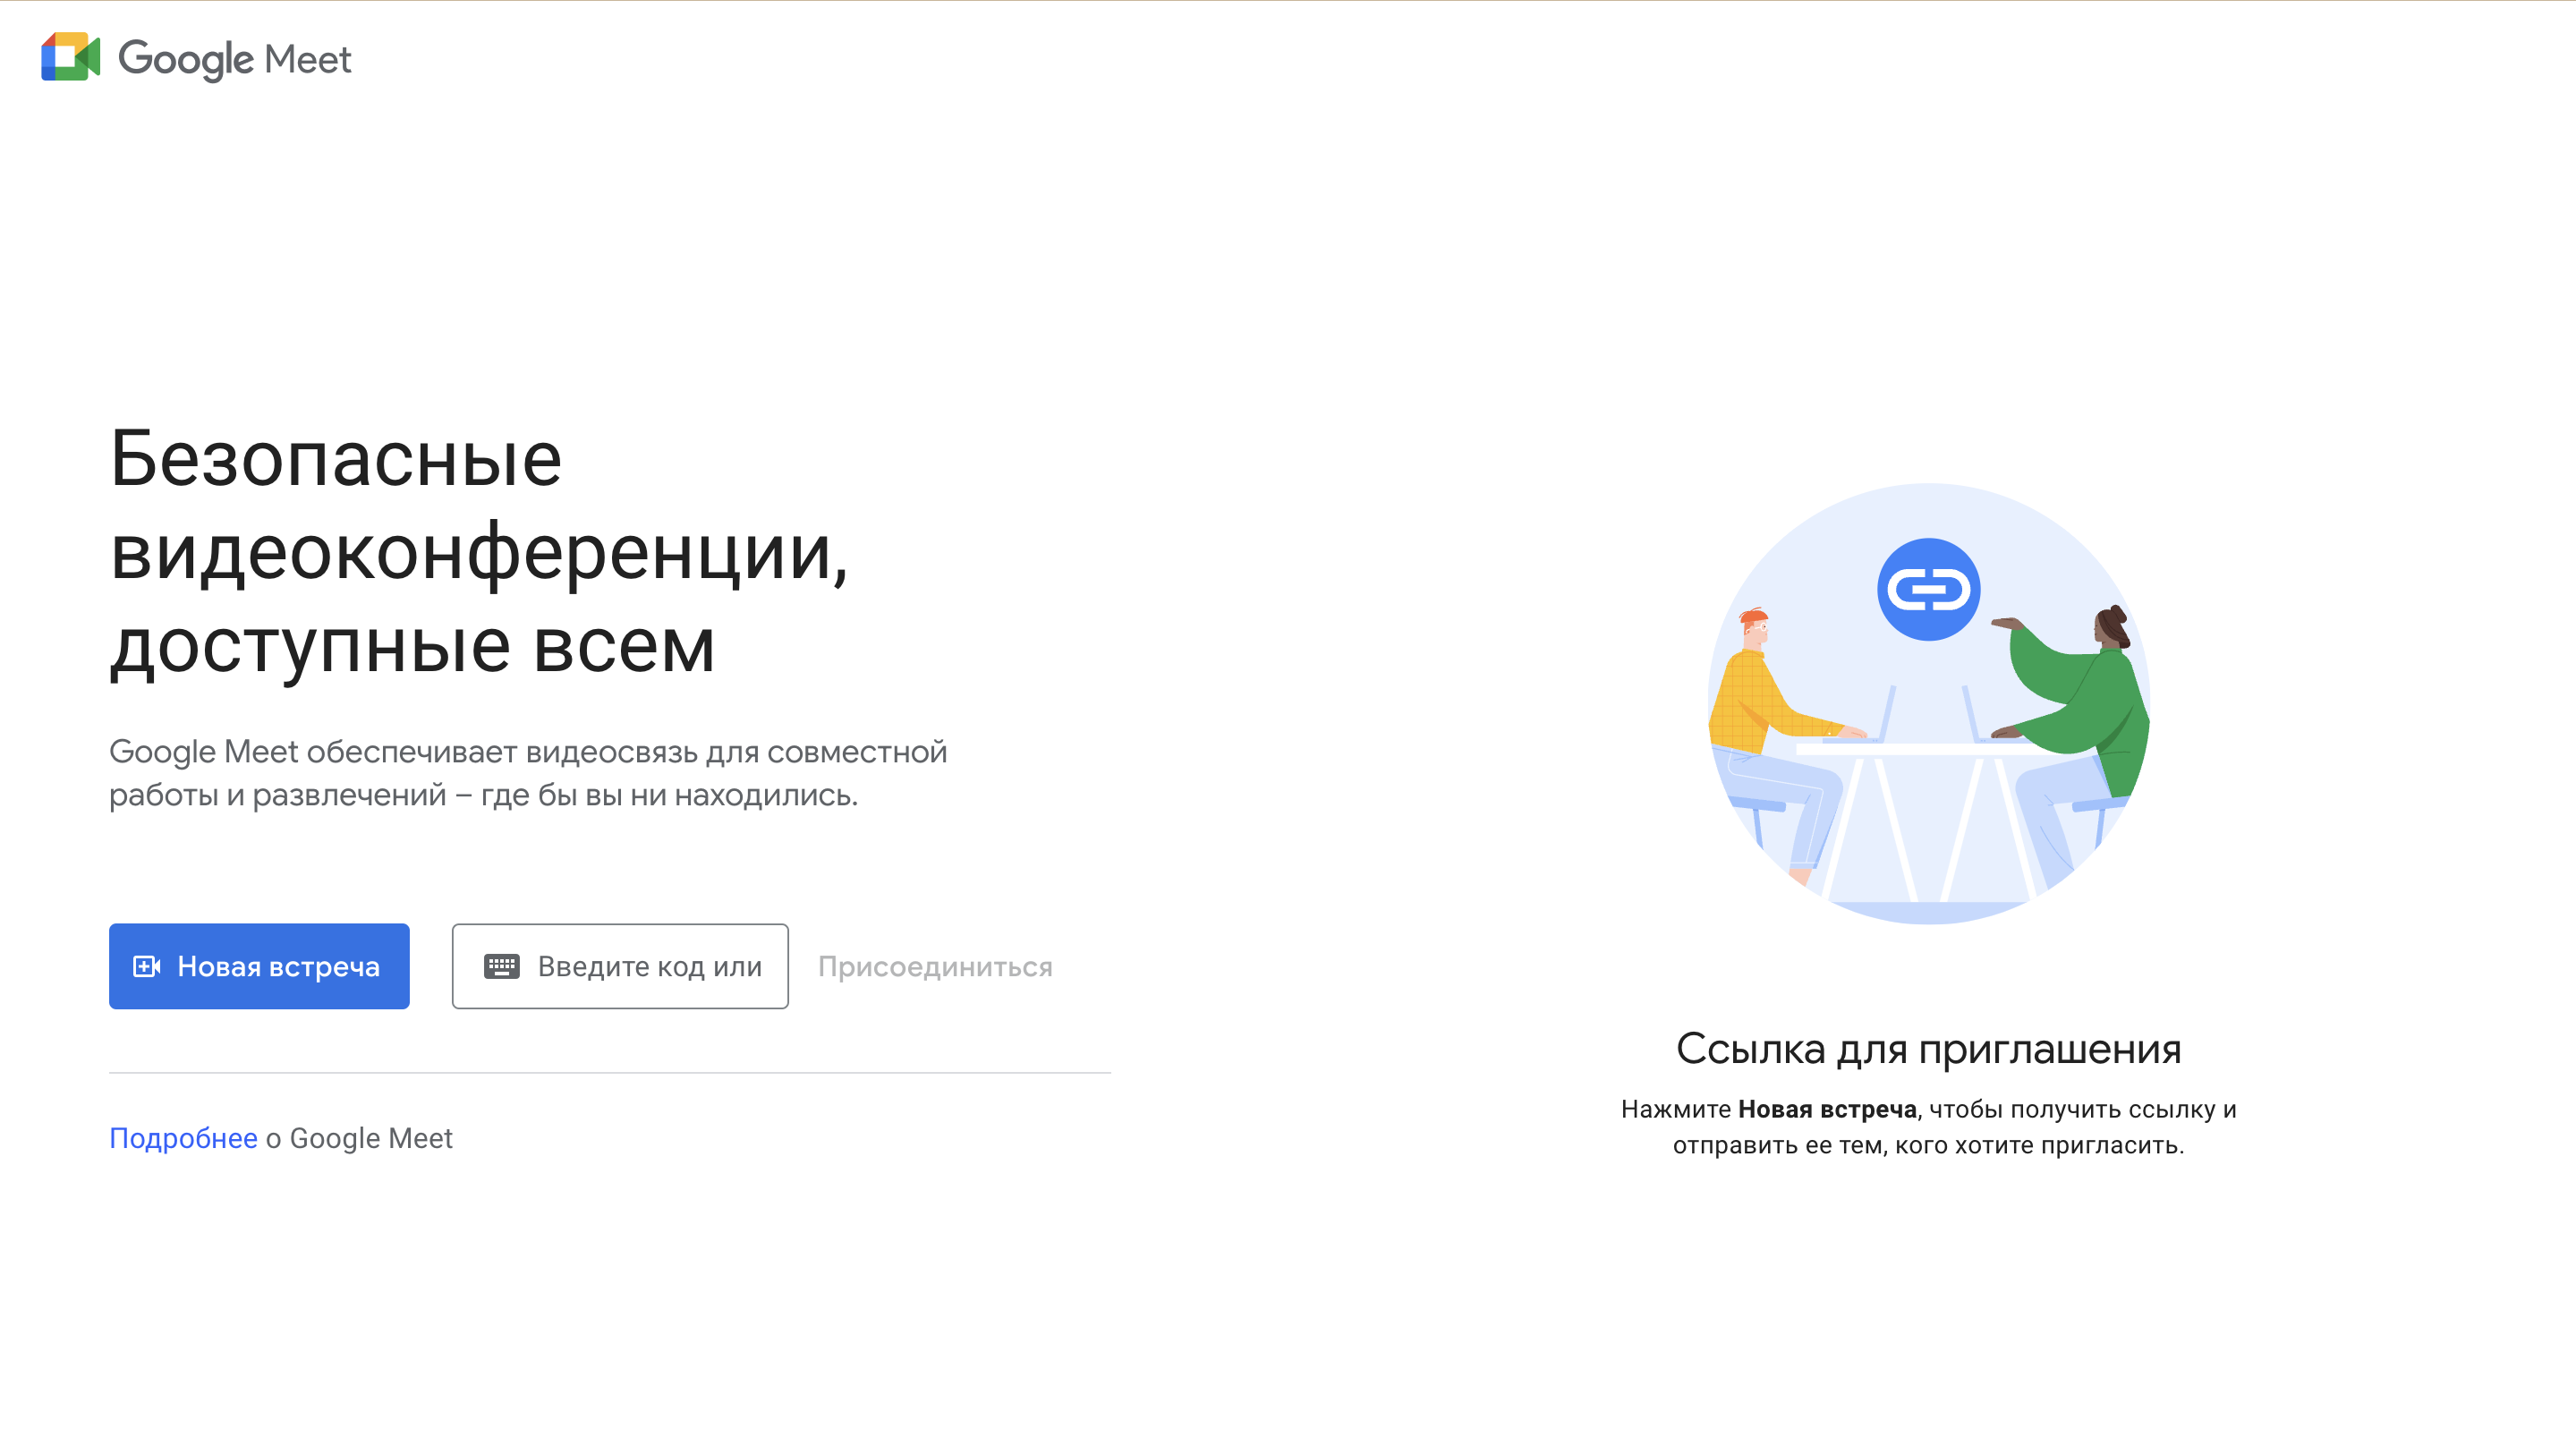 Google Meet
Безопасные
видеоконференции,
доступные всем
Google Meet обеспечивает видеосвязь для совместной
работы и развлечений – где бы вы ни находились.
Новая встреча
Введите код или
Присоединиться
Подробнее о Google Meet
Ссылка для приглашения
Нажмите Новая встреча, чтобы получить ссылку и
отправить ее тем, кого хотите пригласить.